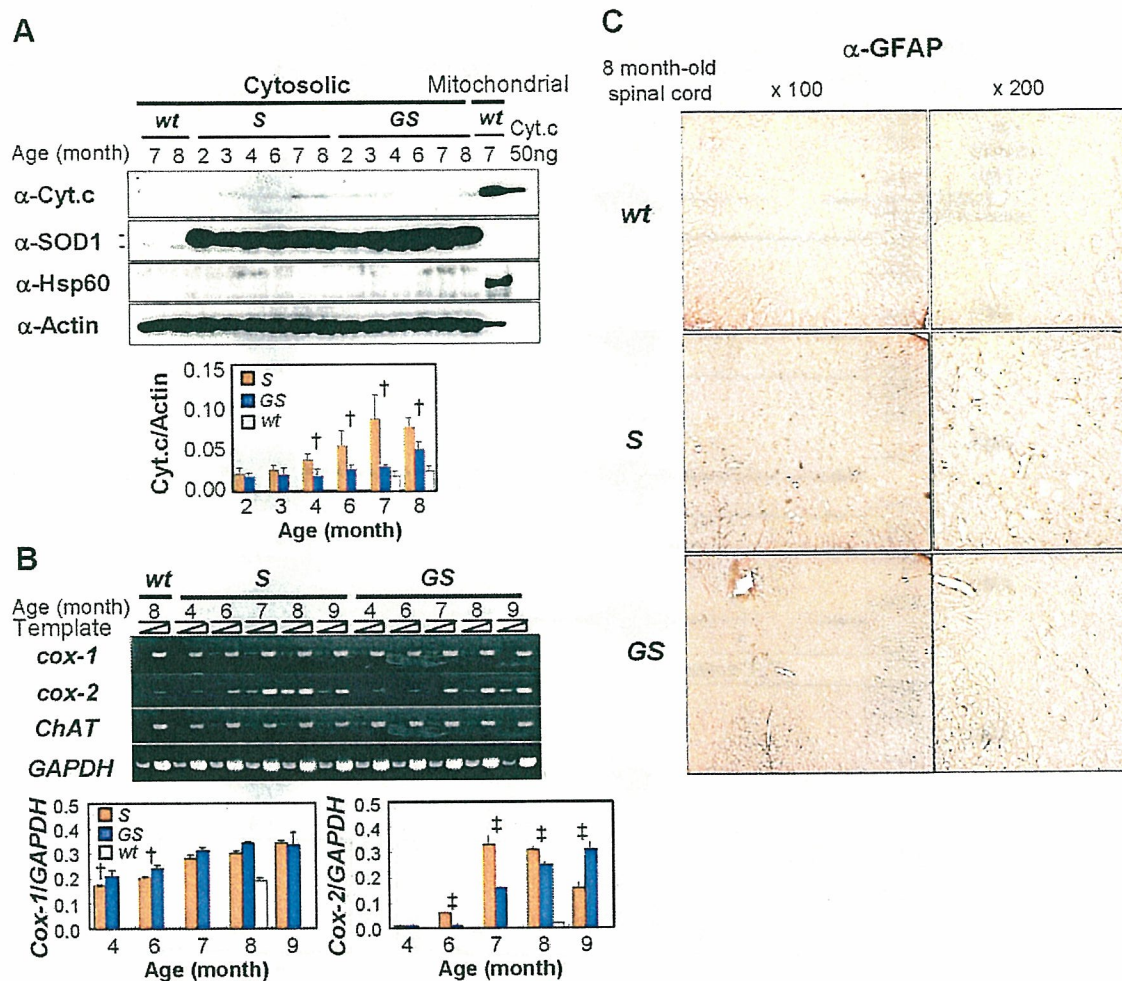 A
Cytosolic Mitochondrial
wt S GS wt Cyt.c
Age (month) 7 8 2 3 4 6 7 8 2 3 4 6 7 8 7 50ng
α-Cyt.c
α-SOD1
α-Hsp60
α-Actin
0.15
0.10
0.05
0.00
Cyt.c/Actin
S
GS
wt
† † † †
2 3 4 6 7 8
Age (month)
B
wt S GS
Age (month) 8 4 6 7 8 9 4 6 7 8 9
Template
cox-1
cox-2
ChAT
GAPDH
0.5
0.4
0.3
0.2
0.1
0.0
Cox-1/GAPDH
S
GS
wt
† †
4 6 7 8 9
Age (month)
0.5
0.4
0.3
0.2
0.1
0.0
Cox-2/GAPDH
‡ ‡ ‡ ‡
4 6 7 8 9
Age (month)
C
α-GFAP
8 month-old
spinal cord
x 100 x 200
wt
S
GS